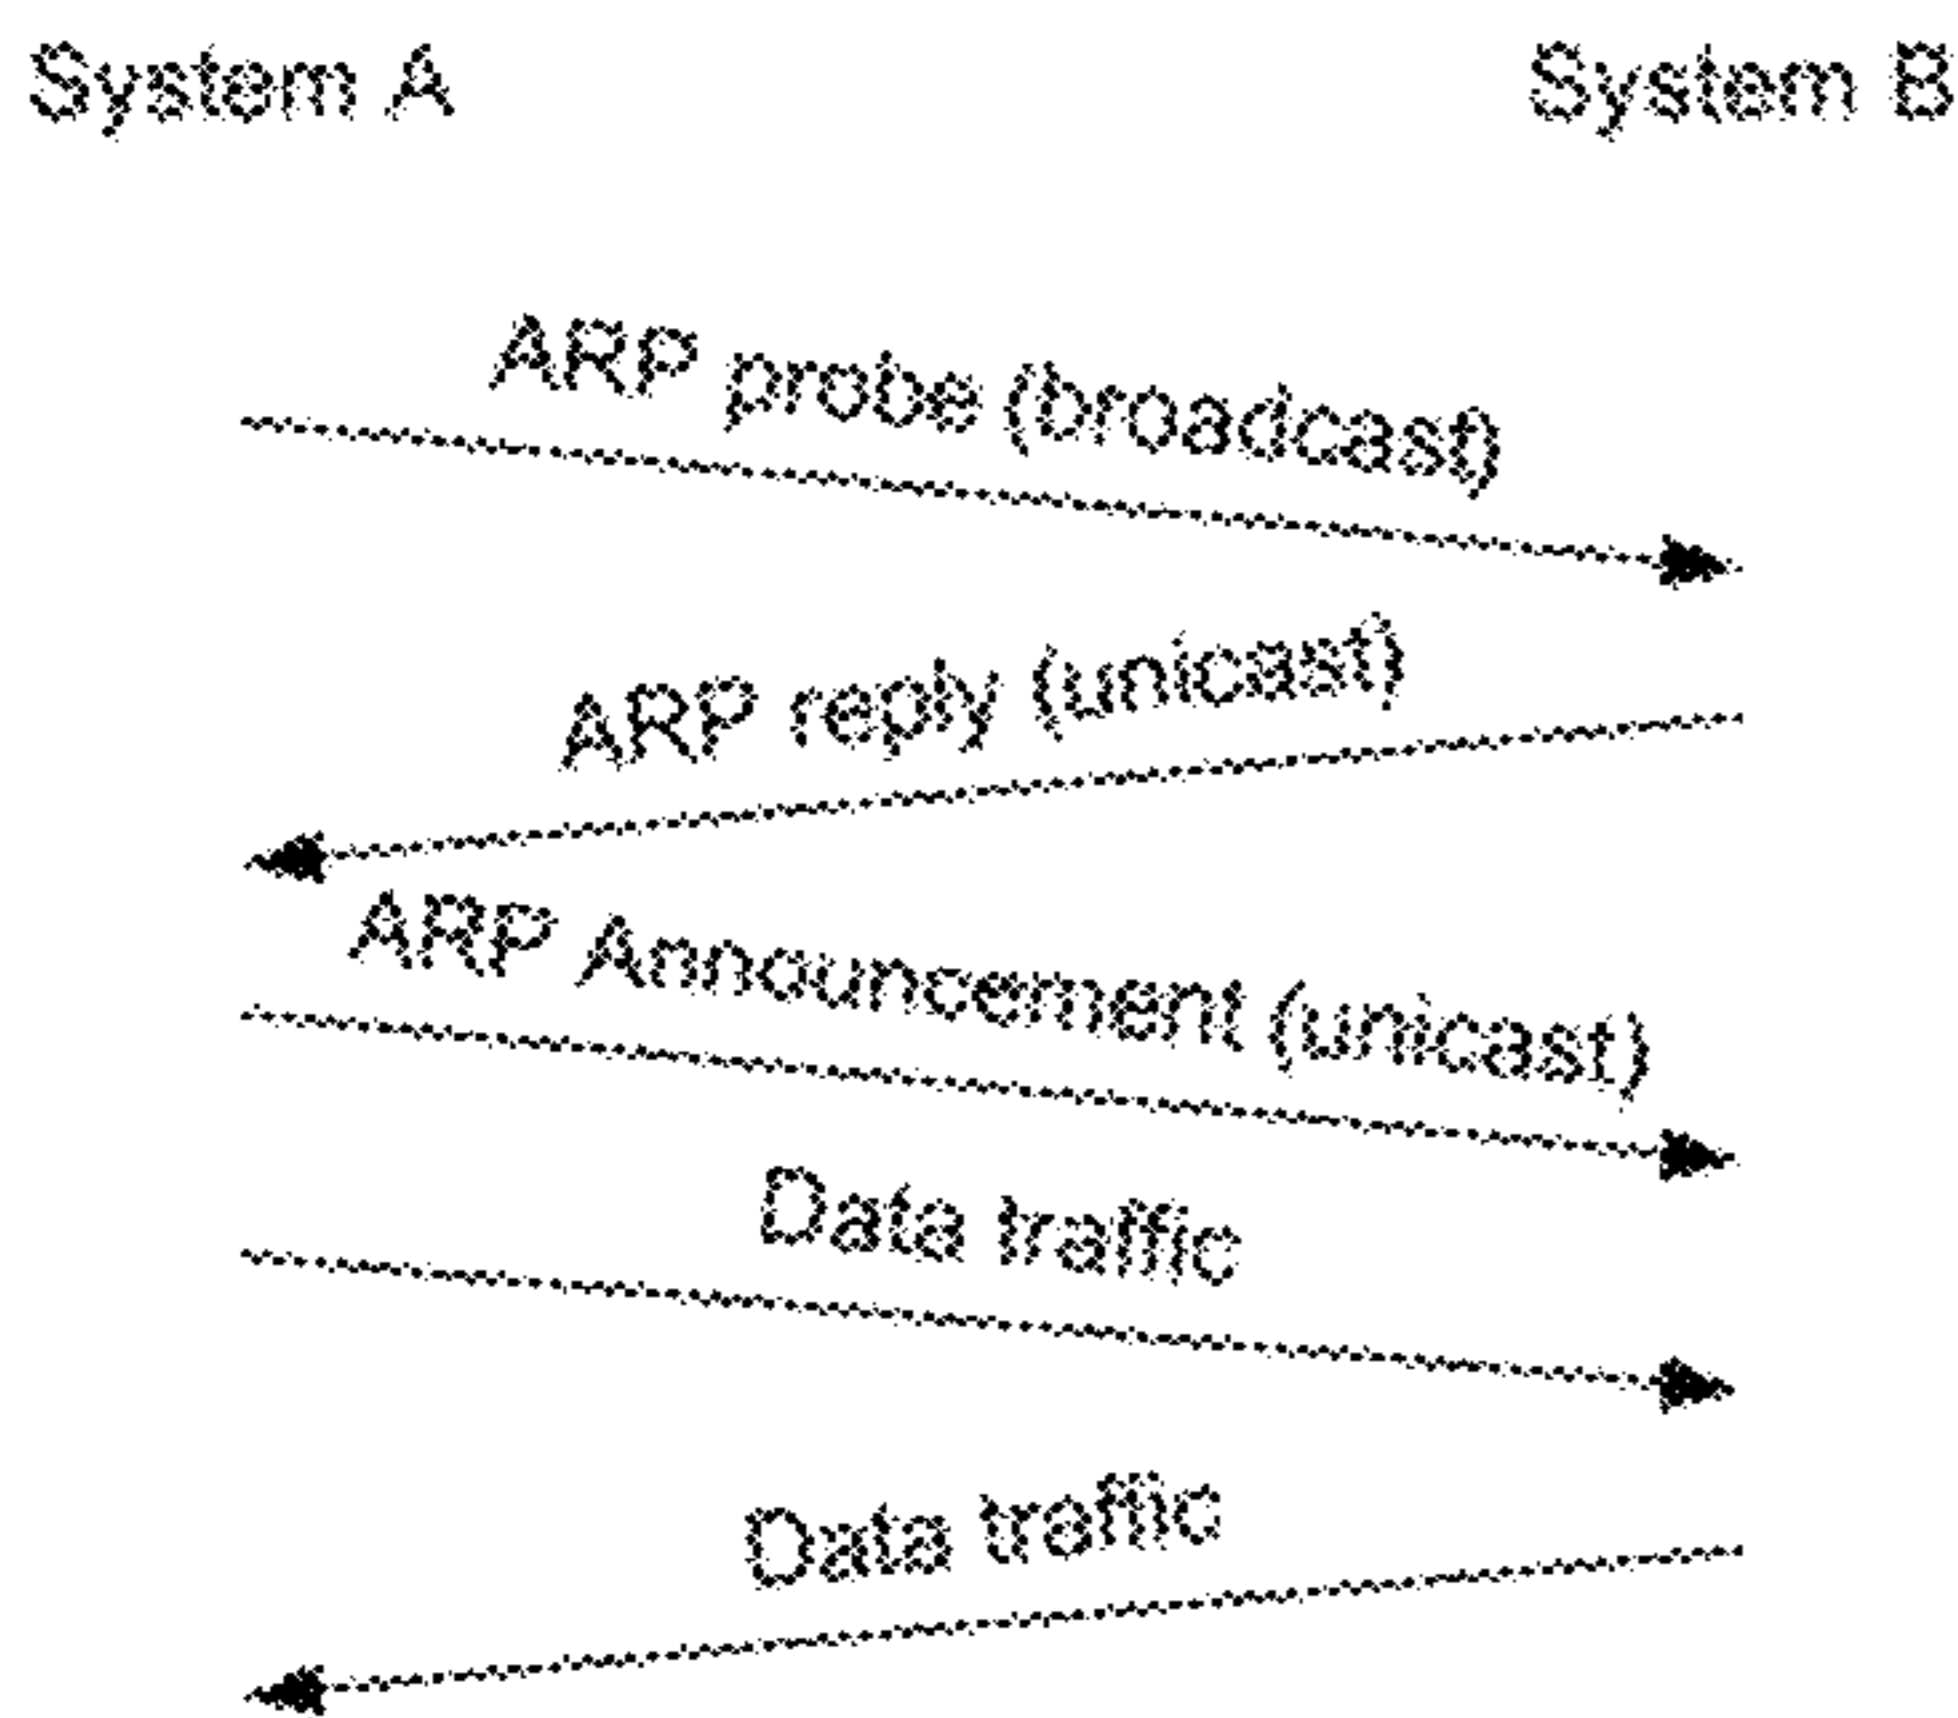 System A
System B
ARP probe (broadcast)
ARP reply (unicast)
ARP Announcement (unicast)
Data traffic
Data traffic